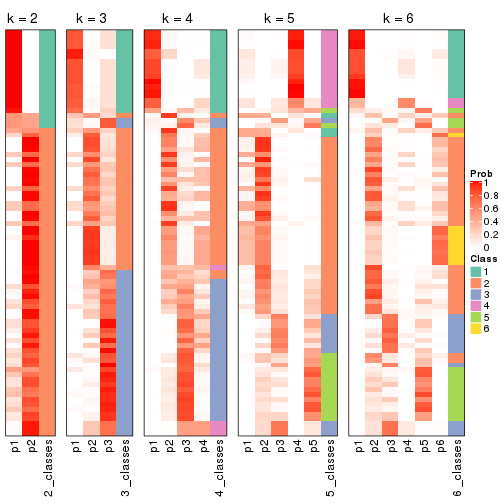 k = 2
k = 3
k = 4
k = 5
k = 6
p1
p2
2_classes
p1
p2
p3
3_classes
p1
p2
p3
p4
4_classes
p1
p2
p3
p4
p5
5_classes
p1
p2
p3
p4
p5
p6
6_classes
Prob
1
0.8
0.6
0.4
0.2
0
Class
1
2
3
4
5
6